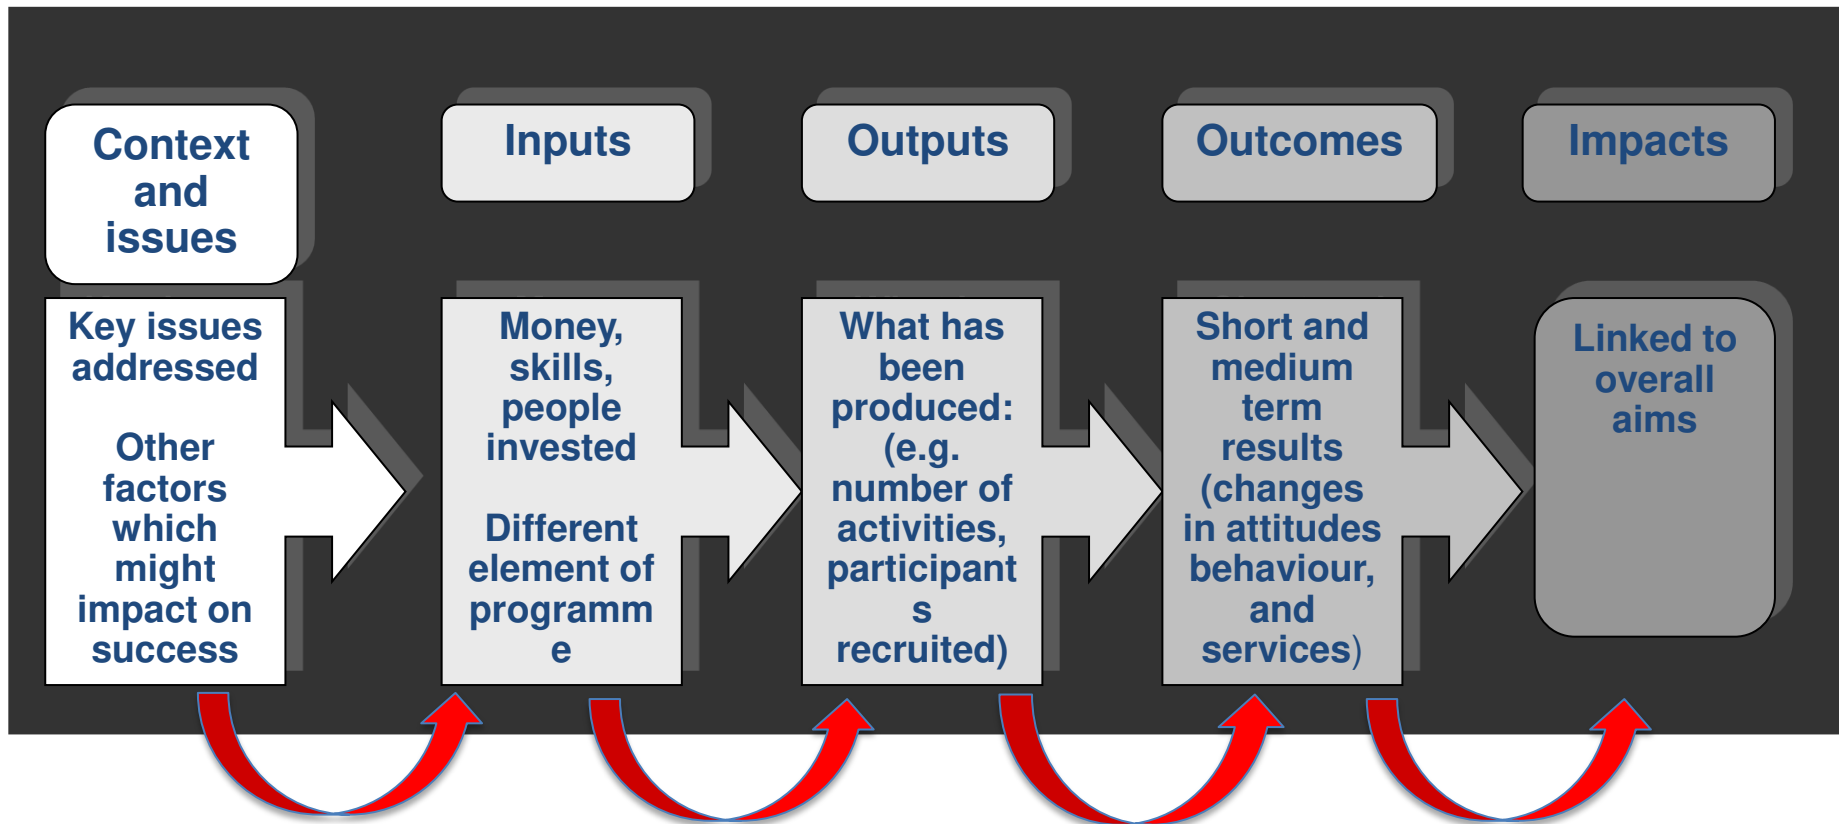 Context
and
issues
Inputs
Outputs
Outcomes
Impacts
Key issues
addressed
Other
factors
which
might
impact on
success
Money,
skills,
people
invested
Different
element of
programm
e
What has
been
produced:
(e.g.
number of
activities,
participant
s
recruited)
Short and
medium
term
results
(changes
in attitudes
behaviour,
and
services)
Linked to
overall
aims